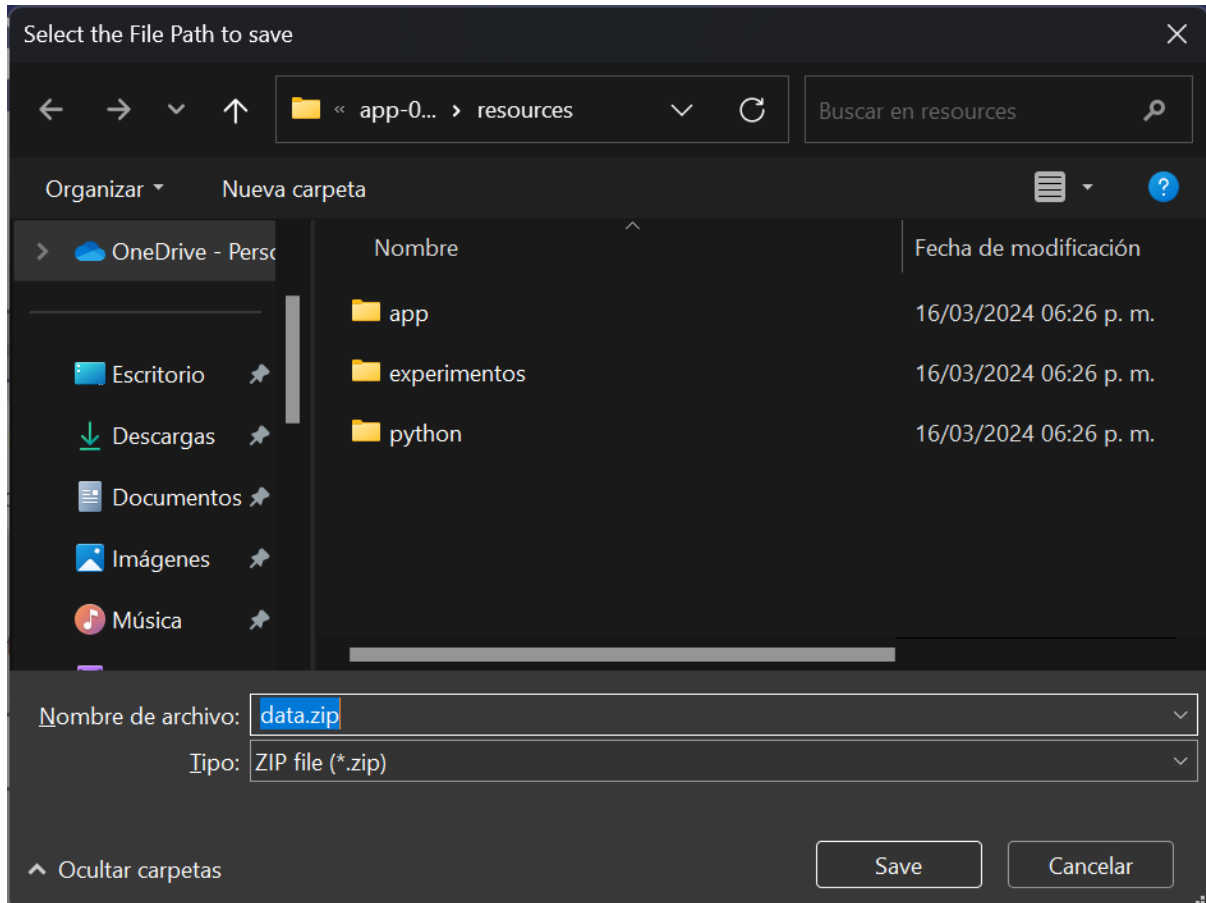 Select the File Path to save
« app-0... › resources
Buscar en resources
Organizar
Nueva carpeta
?
OneDrive - Perso
Nombre
Fecha de modificación
app 16/03/2024 06:26 p. m.
experimentos 16/03/2024 06:26 p. m.
python 16/03/2024 06:26 p. m.
Escritorio
Descargas
Documentos
Imágenes
Música
Nombre de archivo: data.zip
Tipo: ZIP file (*.zip)
Ocultar carpetas
Save
Cancelar